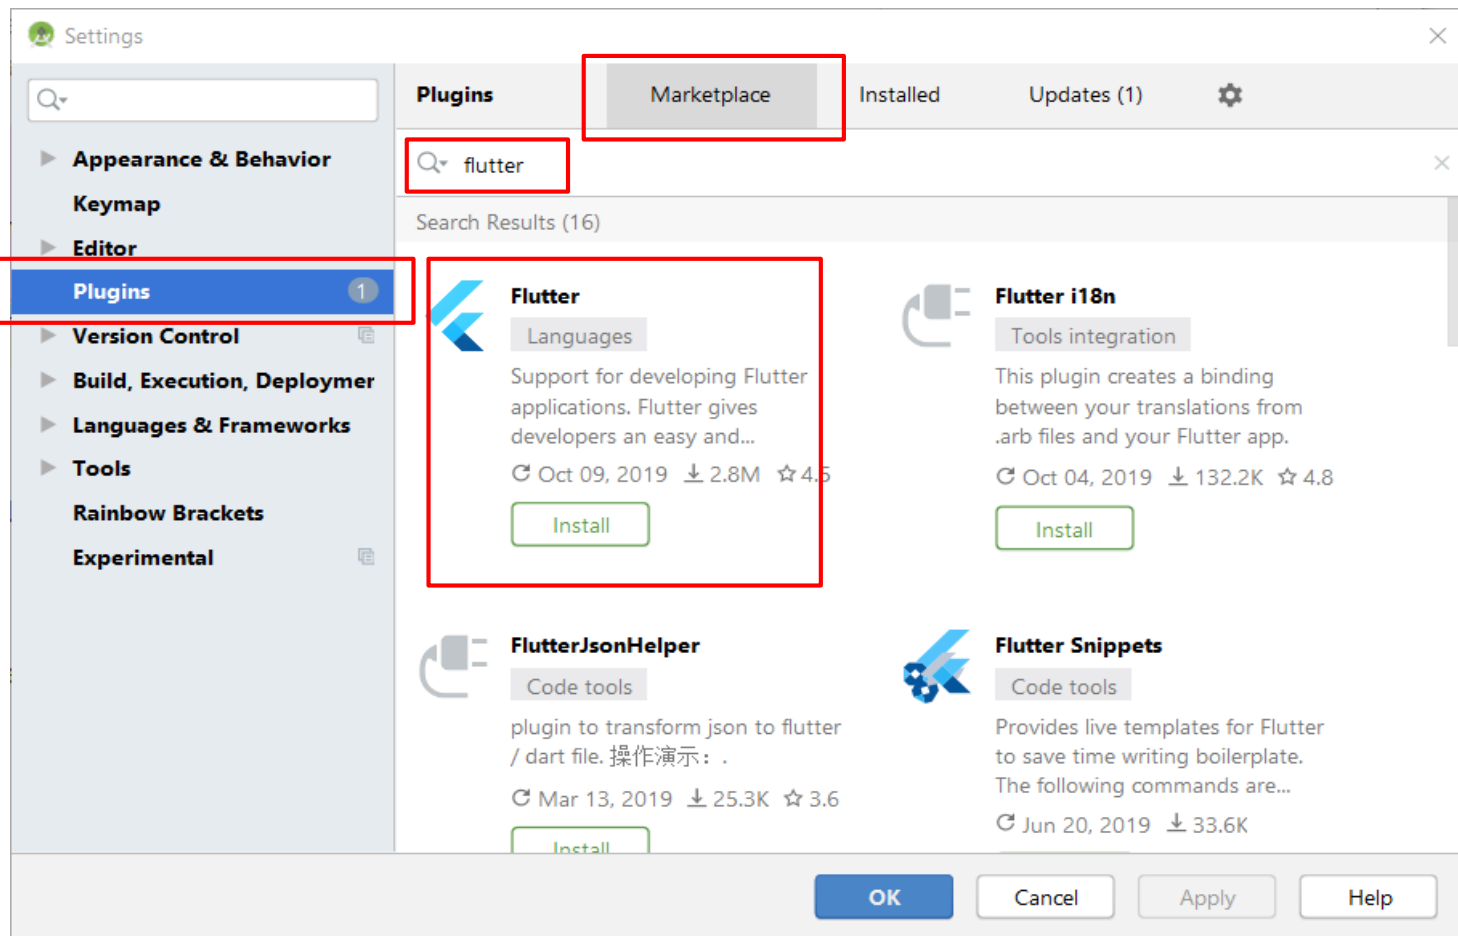 Settings
Plugins
Marketplace
Installed
Updates (1)
flutter
Appearance & Behavior
Keymap
Editor
Plugins
1
Version Control
Build, Execution, Deploymer
Languages & Frameworks
Tools
Rainbow Brackets
Experimental
Search Results (16)
Flutter
Languages
Support for developing Flutter
applications. Flutter gives
developers an easy and...
Oct 09, 2019 2.8M 4.5
Install
Flutter i18n
Tools integration
This plugin creates a binding
between your translations from
.arb files and your Flutter app.
Oct 04, 2019 132.2K 4.8
Install
FlutterJsonHelper
Code tools
plugin to transform json to flutter
/ dart file. 操作演示：.
Mar 13, 2019 25.3K 3.6
Install
Flutter Snippets
Code tools
Provides live templates for Flutter
to save time writing boilerplate.
The following commands are...
Jun 20, 2019 33.6K
OK
Cancel
Apply
Help